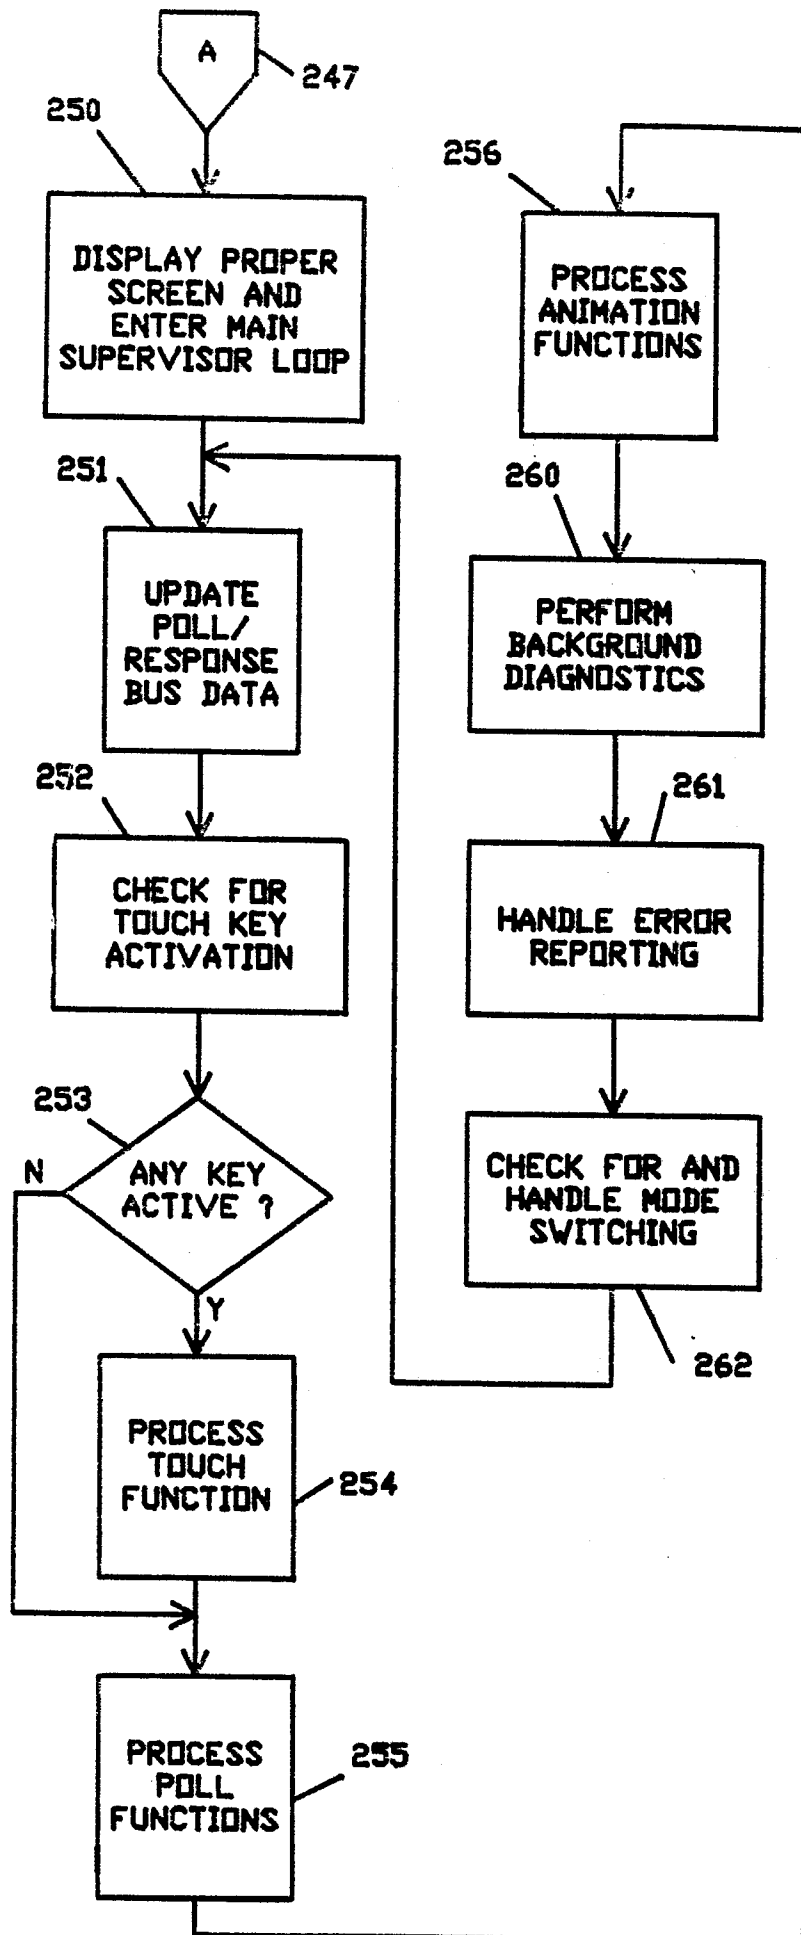 A
247
250
DISPLAY PROPER
SCREEN AND
ENTER MAIN
SUPERVISOR LOOP
251
UPDATE
POLL/
RESPONSE
BUS DATA
252
CHECK FOR
TOUCH KEY
ACTIVATION
253
N
ANY KEY
ACTIVE ?
Y
PROCESS
TOUCH
FUNCTION
254
PROCESS
POLL
FUNCTIONS
255
256
PROCESS
ANIMATION
FUNCTIONS
260
PERFORM
BACKGROUND
DIAGNOSTICS
261
HANDLE ERROR
REPORTING
CHECK FOR AND
HANDLE MODE
SWITCHING
262